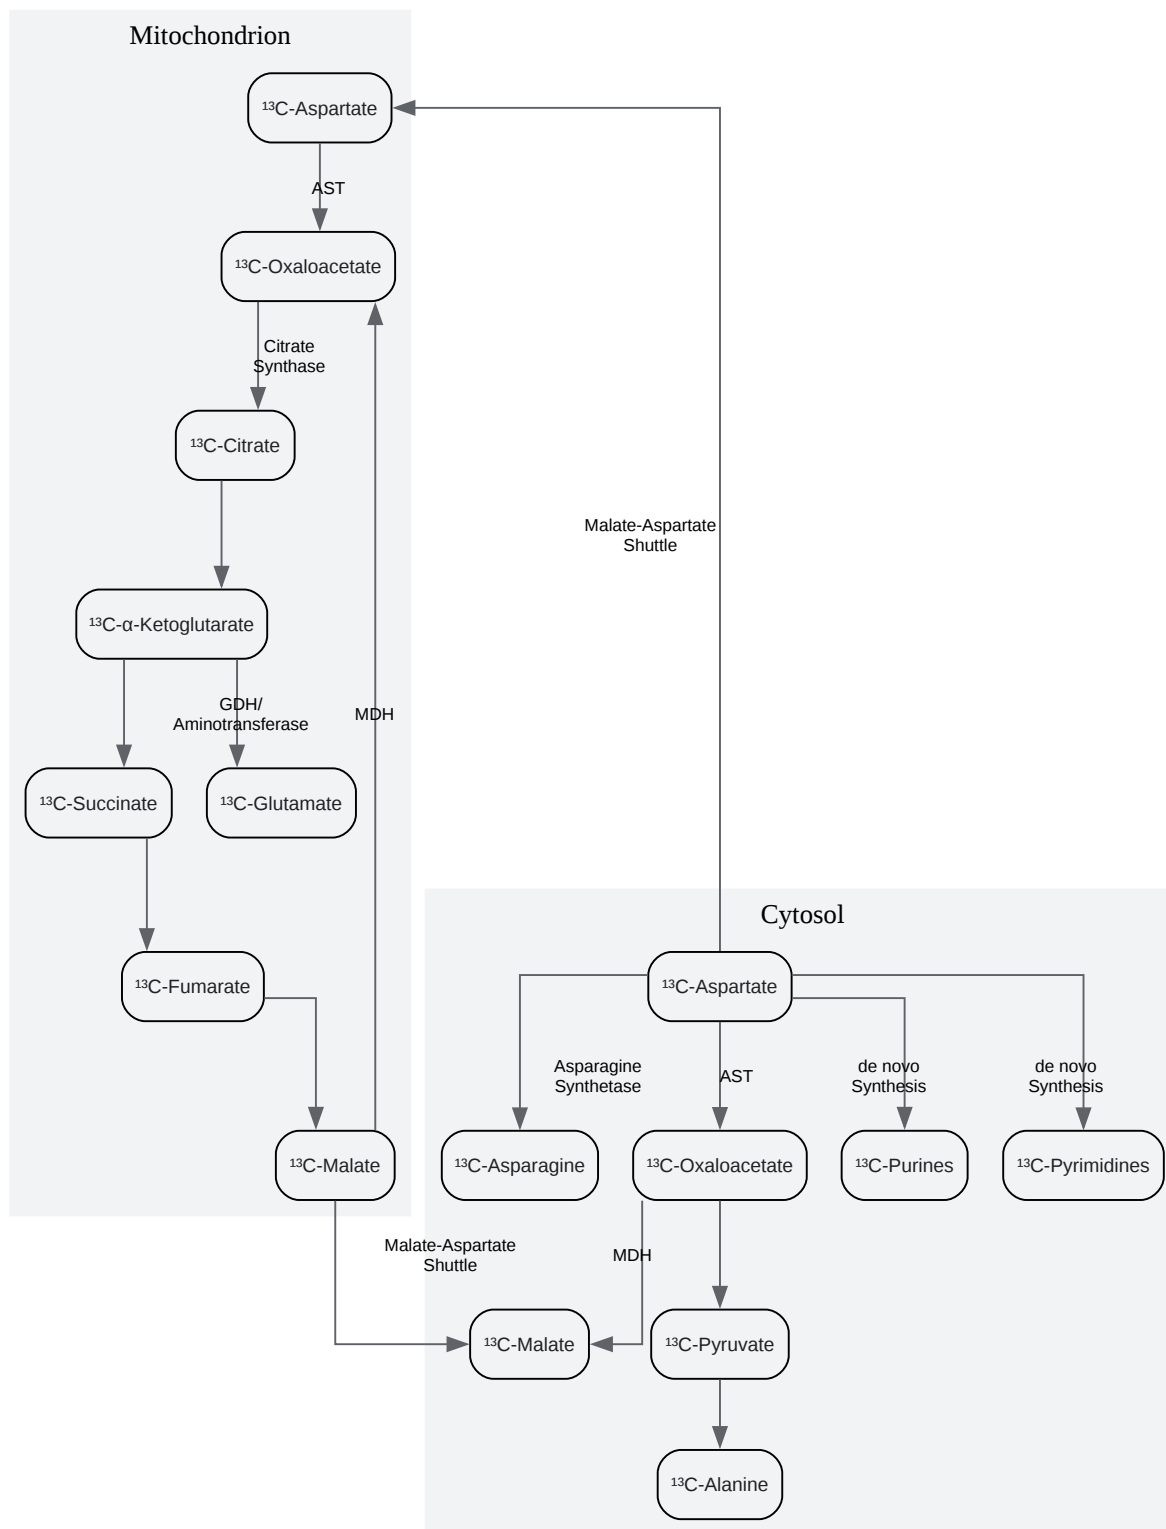 Mitochondrion
¹³C-Aspartate
AST
¹³C-Oxaloacetate
Citrate
Synthase
¹³C-Citrate
Malate-Aspartate
Shuttle
¹³C-α-Ketoglutarate
GDH/
Aminotransferase
MDH
¹³C-Succinate
¹³C-Glutamate
Cytosol
¹³C-Fumarate
¹³C-Aspartate
Asparagine
Synthetase
AST
de novo
Synthesis
de novo
Synthesis
¹³C-Malate
¹³C-Asparagine
¹³C-Oxaloacetate
¹³C-Purines
¹³C-Pyrimidines
Malate-Aspartate
Shuttle
MDH
¹³C-Malate
¹³C-Pyruvate
¹³C-Alanine